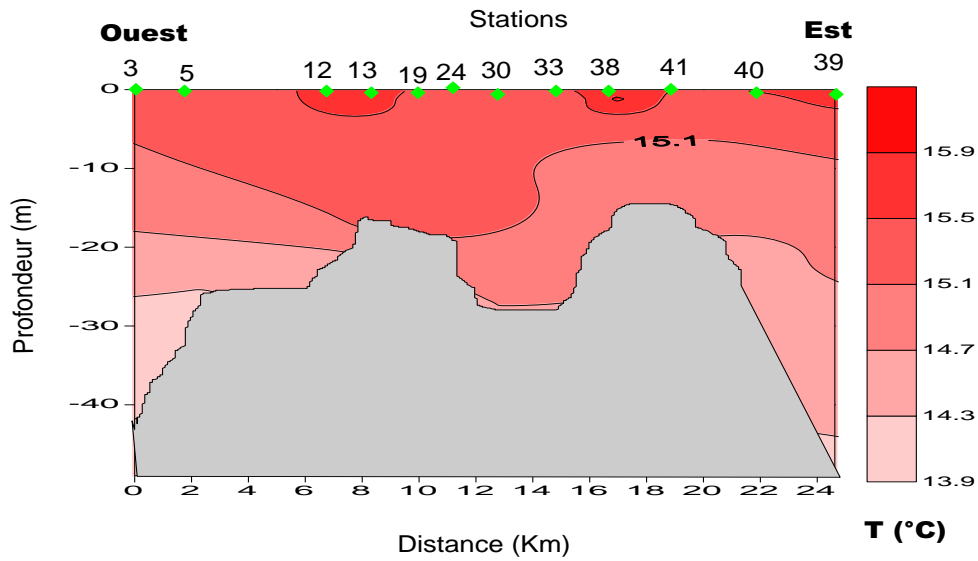 Stations
Ouest
Est
3 5 12 13 19 24 30 33 38 41 40 39
0
-10
-20
-30
-40
Profondeur (m)
15.1
0 2 4 6 8 10 12 14 16 18 20 22 24
Distance (Km)
15.9
15.5
15.1
14.7
14.3
13.9
T (°C)